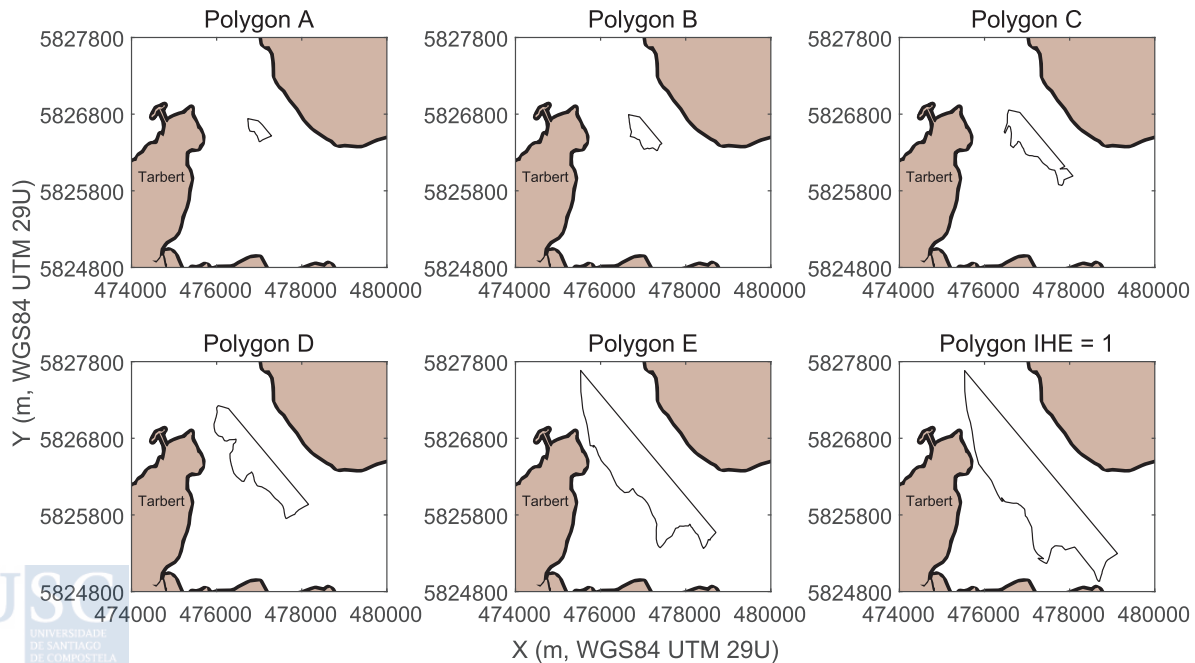 Polygon A
Polygon B
Polygon C
5827800
5826800
5825800
5824800
Tarbert
474000 476000 478000 480000
5827800
5826800
5825800
5824800
Tarbert
474000 476000 478000 480000
5827800
5826800
5825800
5824800
Tarbert
474000 476000 478000 480000
Y (m, WGS84 UTM 29U)
Polygon D
Polygon E
Polygon IHE = 1
5827800
5826800
5825800
5824800
Tarbert
474000 476000 478000 480000
5827800
5826800
5825800
5824800
Tarbert
474000 476000 478000 480000
5827800
5826800
5825800
5824800
Tarbert
474000 476000 478000 480000
X (m, WGS84 UTM 29U)
USC
UNIVERSIDADE
DE SANTIAGO
DE COMPOSTELA